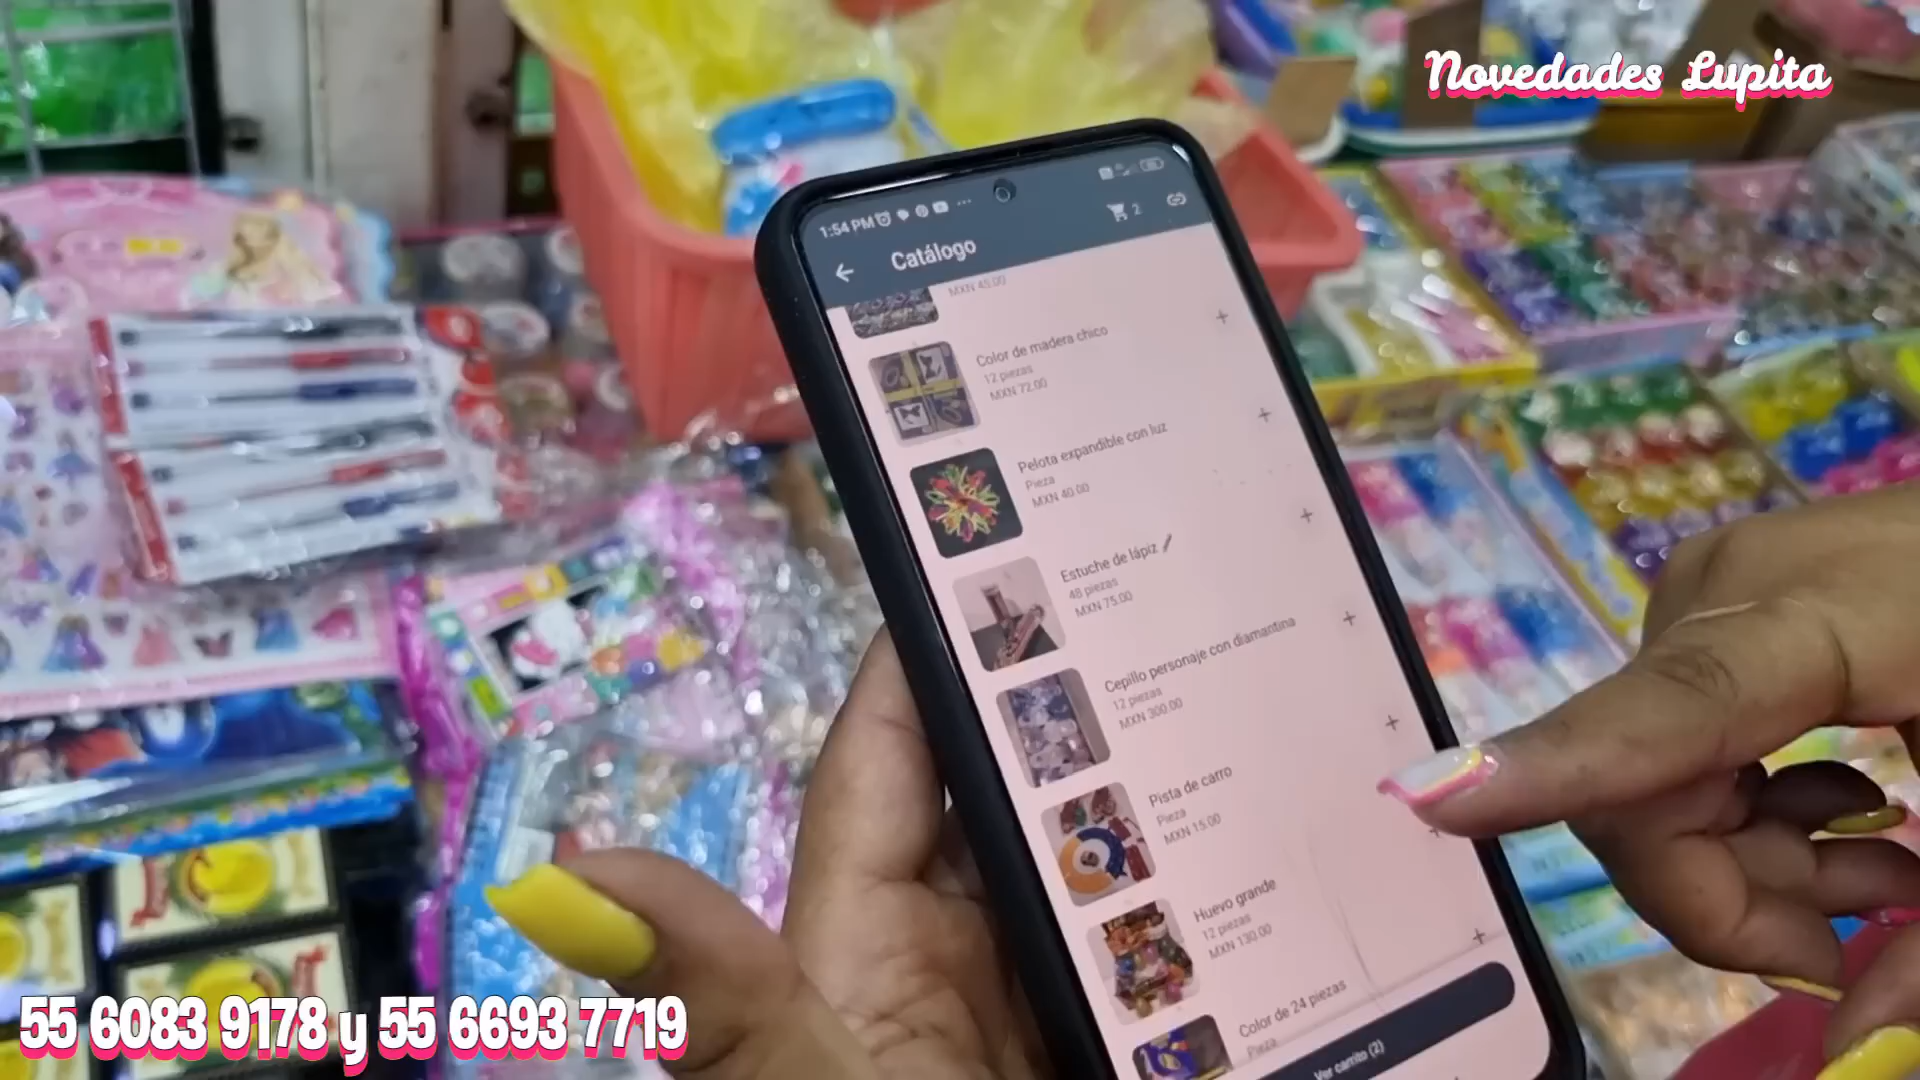 Novedades Lupita
1:54 PM
2
Catálogo
MXN 45.00
Color de madera chico
12 piezas
MXN 72.00
Pelota expandible con luz
Pieza
MXN 40.00
Estuche de lápiz
48 piezas
MXN 75.00
Cepillo personaje con diamantina
12 piezas
MXN 300.00
Pista de carro
Pieza
MXN 15.00
Huevo grande
12 piezas
MXN 130.00
Color de 24 piezas
Pieza
Ver carrito (2)
55 6083 9178 y 55 6693 7719